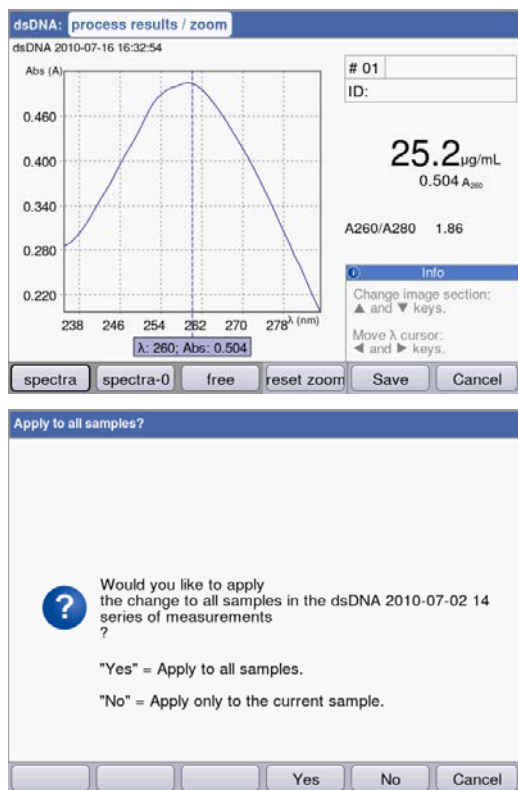 dsDNA: process results / zoom
dsDNA 2010-07-16 16:32:54
Abs (A)
0.460
0.400
0.340
0.280
0.220
238 246 254 262 270 278 λ (nm)
λ: 260; Abs: 0.504
# 01
ID:
25.2 µg/mL
0.504 A260
A260/A280 1.86
Info
Change image section:
▲ and ▼ keys.
Move λ cursor:
◄ and ► keys.
spectra spectra-0 free reset zoom Save Cancel
Apply to all samples?
?
Would you like to apply
the change to all samples in the dsDNA 2010-07-02 14
series of measurements
?
"Yes" = Apply to all samples.
"No" = Apply only to the current sample.
Yes No Cancel